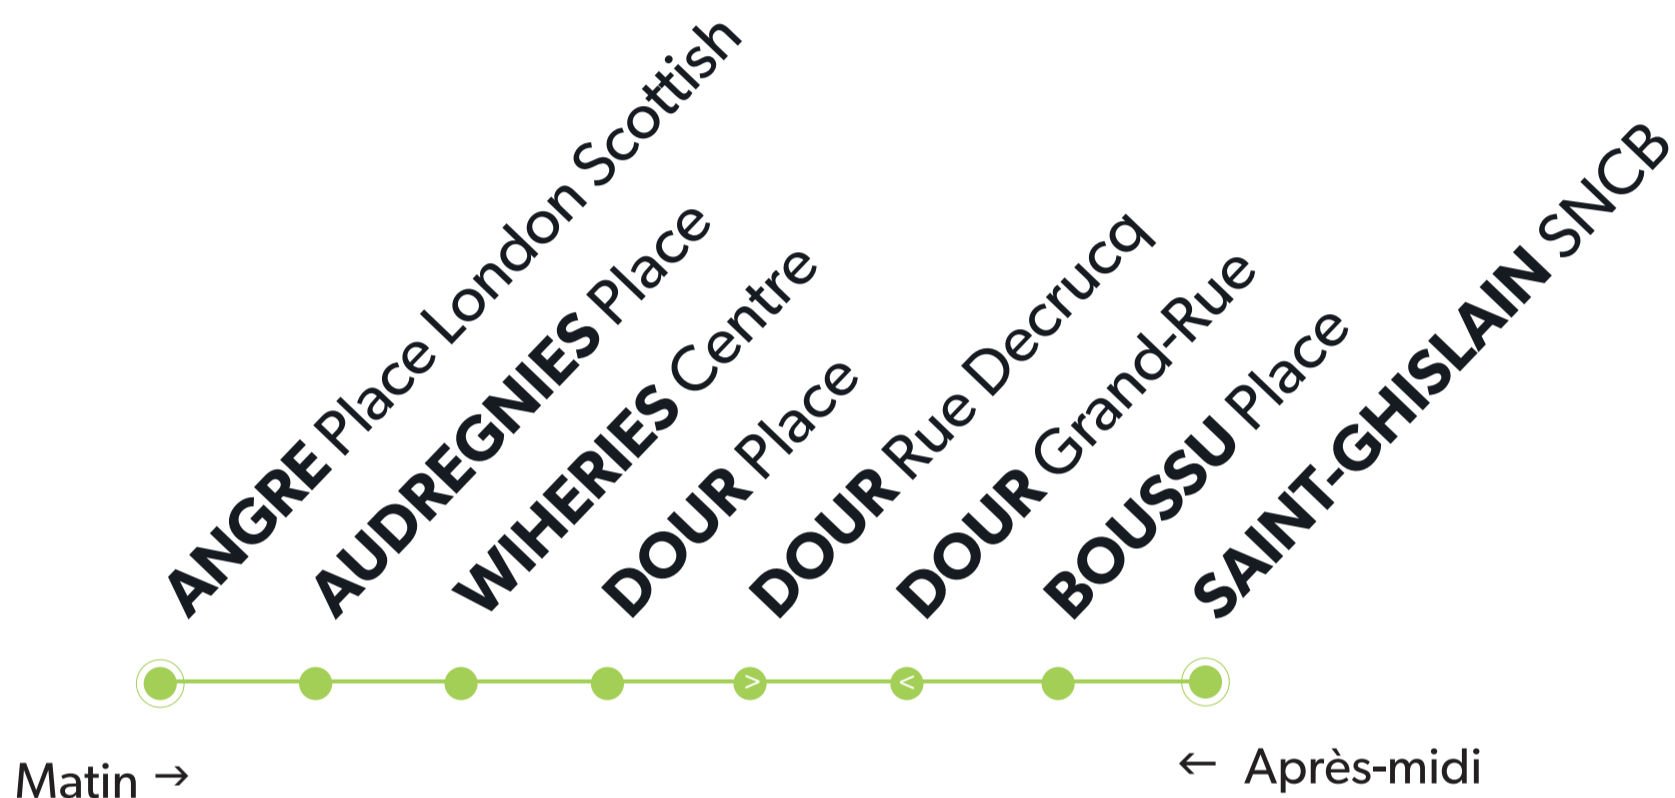 ANGRE Place London Scottish
AUDREGNIES Place
WIHERIES Centre
DOUR Place
DOUR Rue Decrucq
DOUR Grand-Rue
BOUSSU Place
SAINT-GHISLAIN SNCB
> <
Matin →
← Après-midi